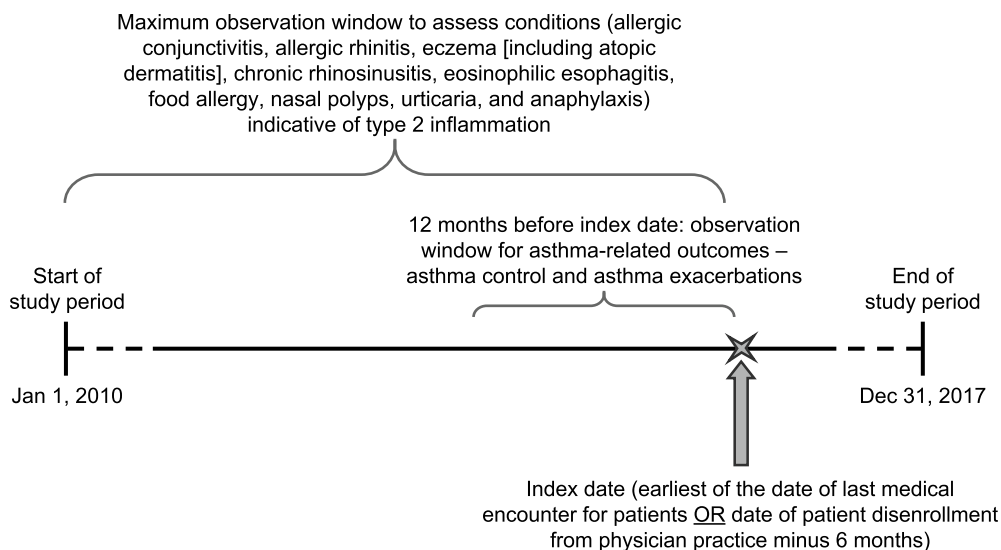 Maximum observation window to assess conditions (allergic
conjunctivitis, allergic rhinitis, eczema [including atopic
dermatitis], chronic rhinosinusitis, eosinophilic esophagitis,
food allergy, nasal polyps, urticaria, and anaphylaxis)
indicative of type 2 inflammation
12 months before index date: observation
window for asthma-related outcomes –
asthma control and asthma exacerbations
Start of
study period
End of
study period
Jan 1, 2010
Dec 31, 2017
Index date (earliest of the date of last medical
encounter for patients OR date of patient disenrollment
from physician practice minus 6 months)